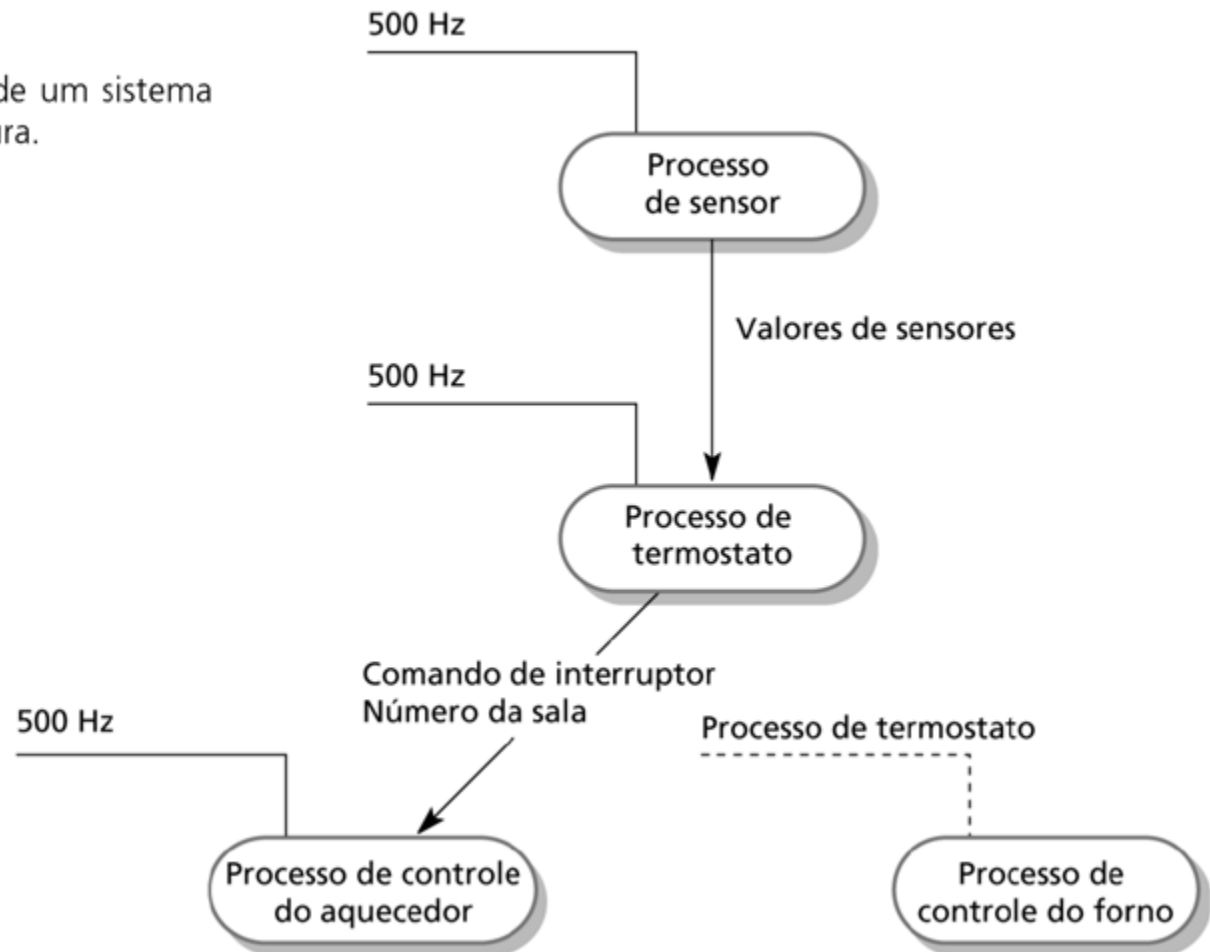 500 Hz
de um sistema
Processo
de sensor
Valores de sensores
500 Hz
Processo de
termostato
Comando de interruptor
Número da sala
500 Hz
Processo de termostato
Processo de controle
do aquecedor
Processo de
controle do forno